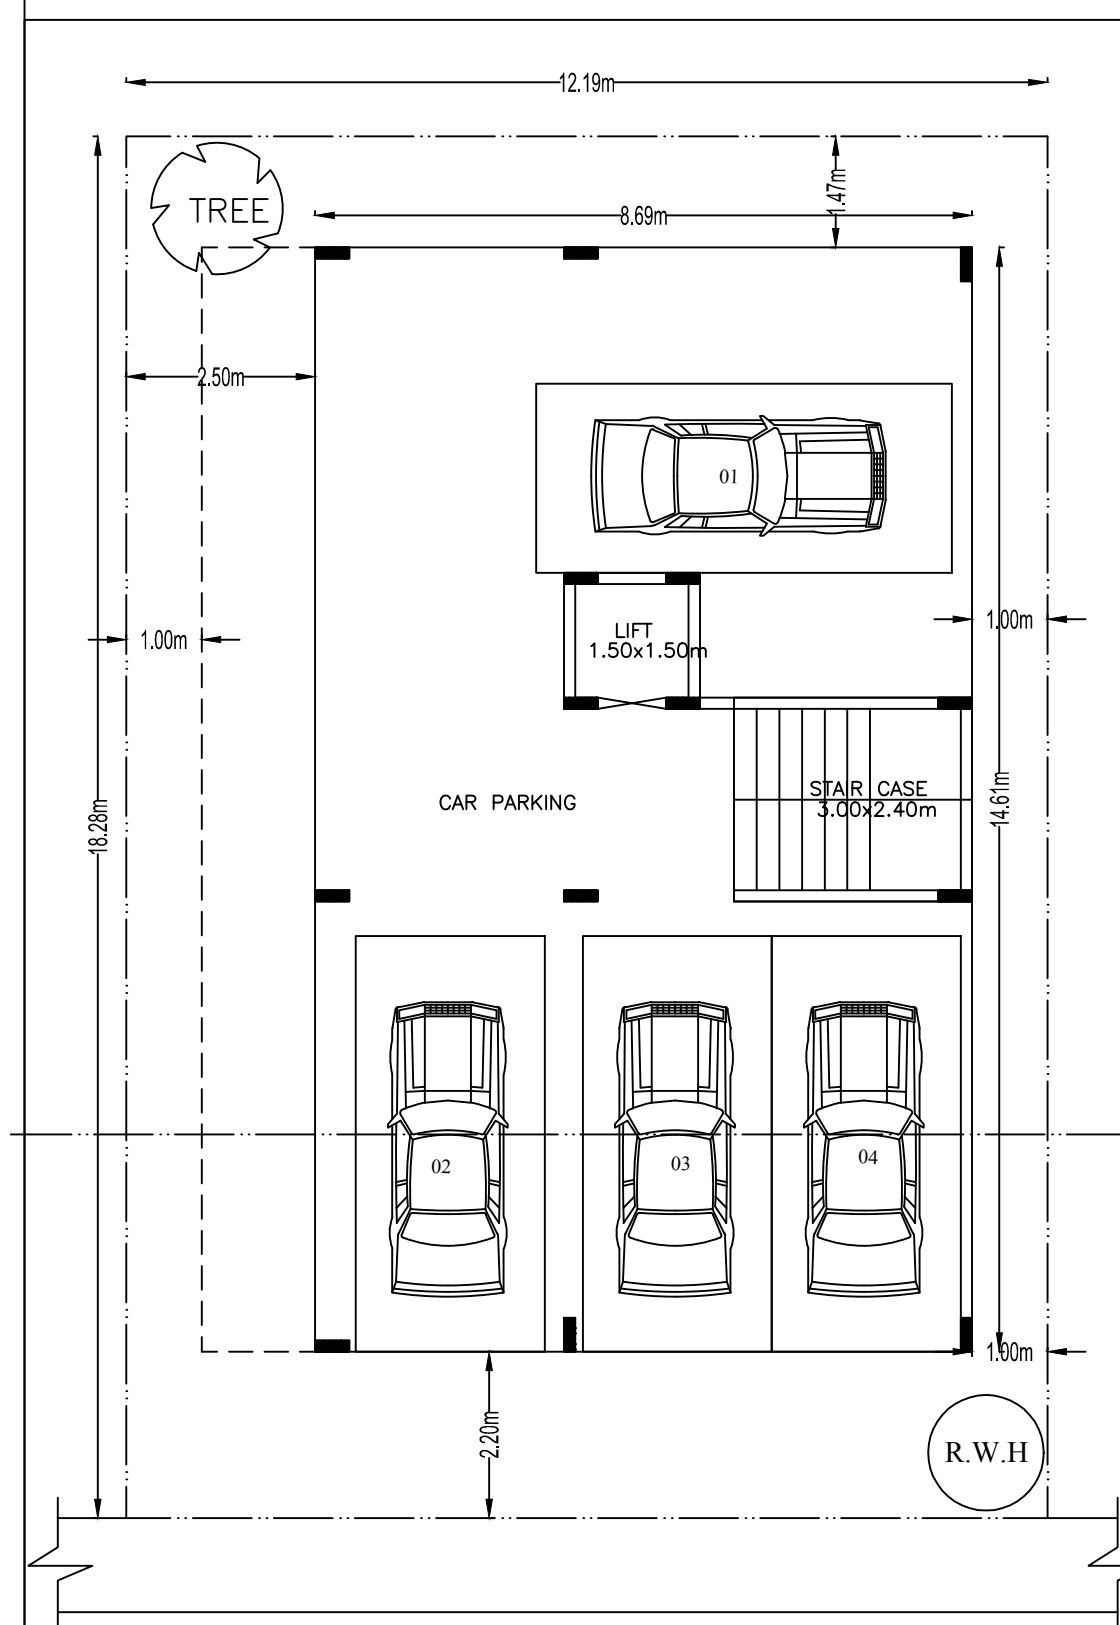 12.19m
1.47m
TREE
8.69m
2.50m
01
1.00m
LIFT
1.50x1.50m
1.00m
STAIR CASE
3.00x2.40m
CAR PARKING
18.28m
14.61m
02
03
04
1.00m
2.20m
R.W.H